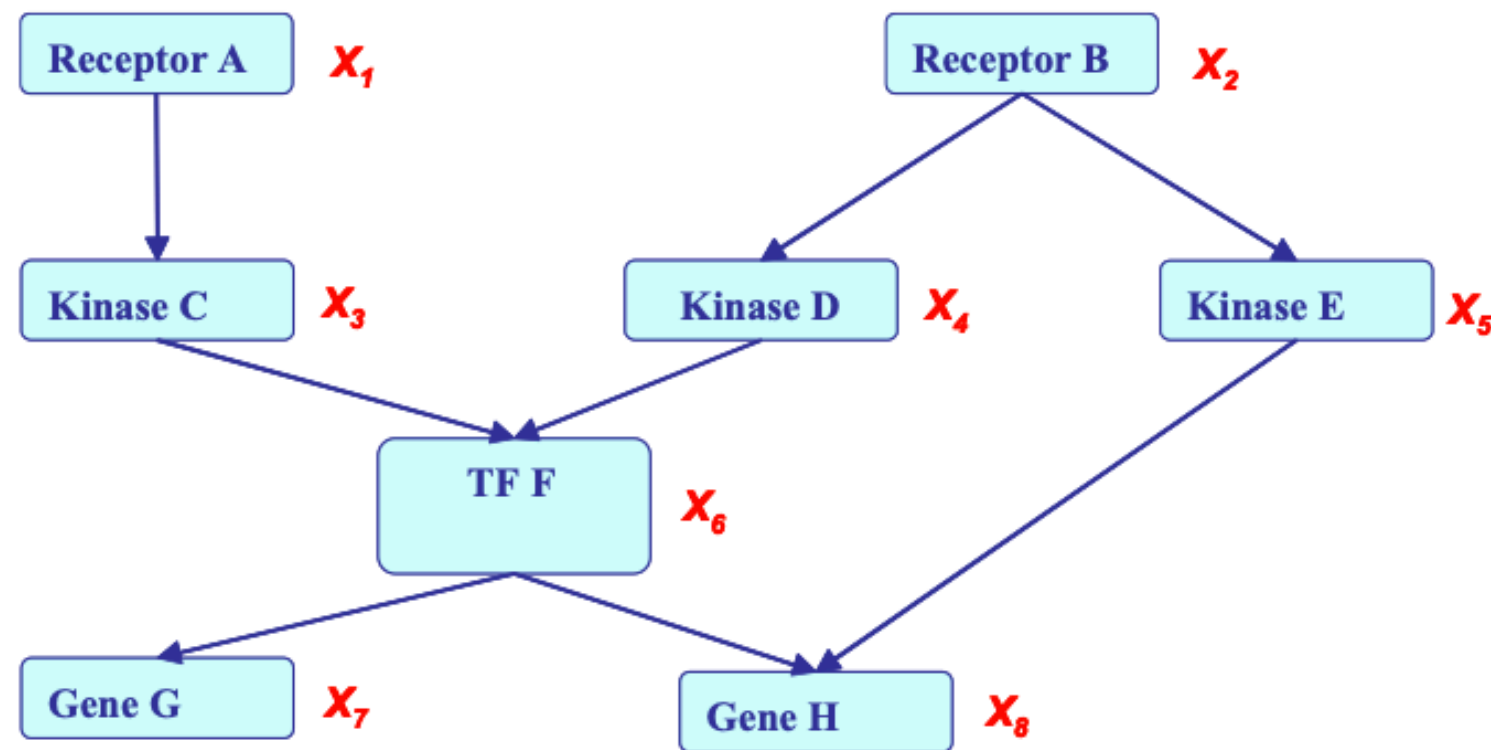 Receptor A X1
Receptor B X2
Kinase C X3
Kinase D X4
Kinase E X5
TF F X6
Gene G X7
Gene H X8